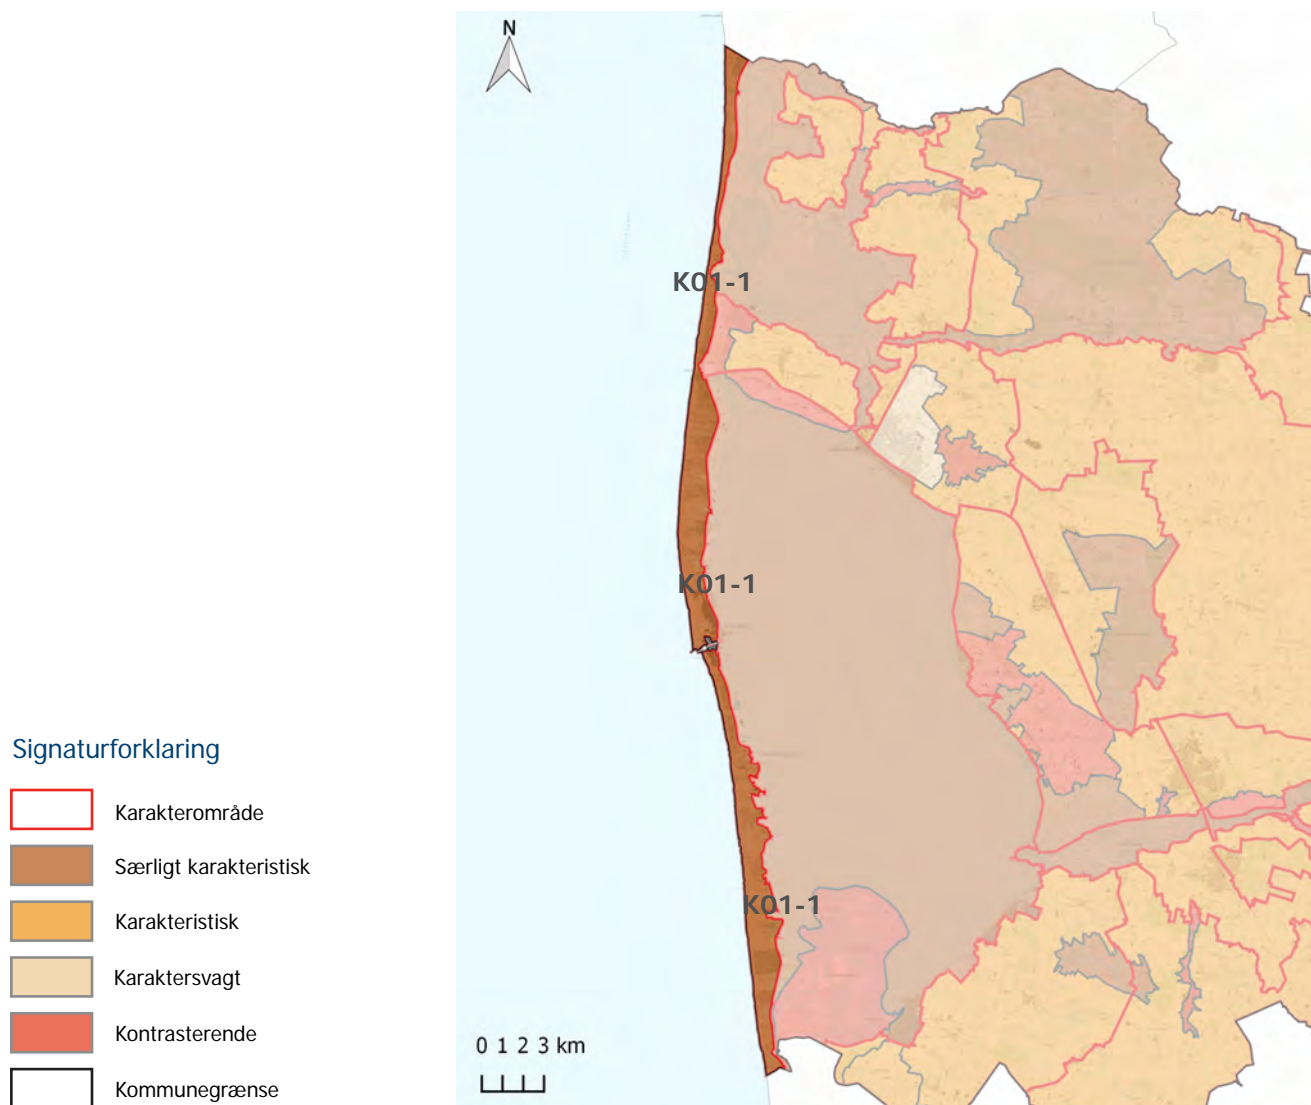 N
K01-1
K01-1
K01-1
0 1 2 3 km
Signaturforklaring
Karakterområde
Særligt karakteristisk
Karakteristisk
Karaktersvagt
Kontrasterende
Kommunegrænse